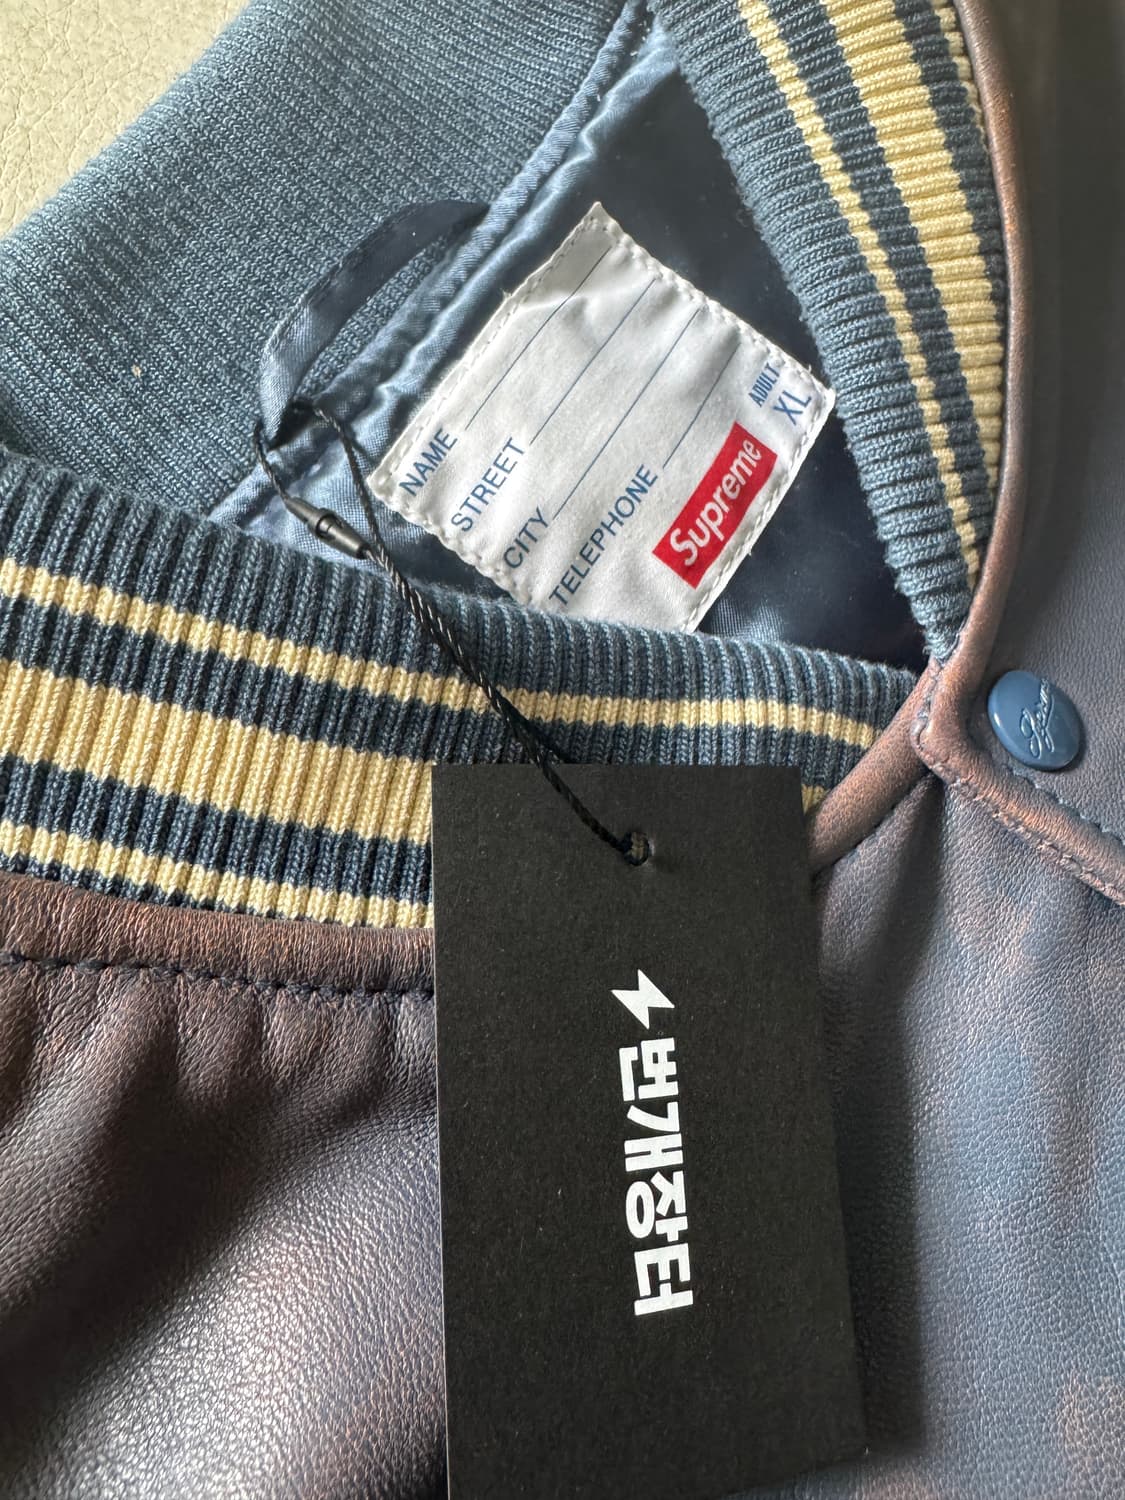 NAME
STREET
CITY
TELEPHONE
ADULT
XL
Supreme
번개장터